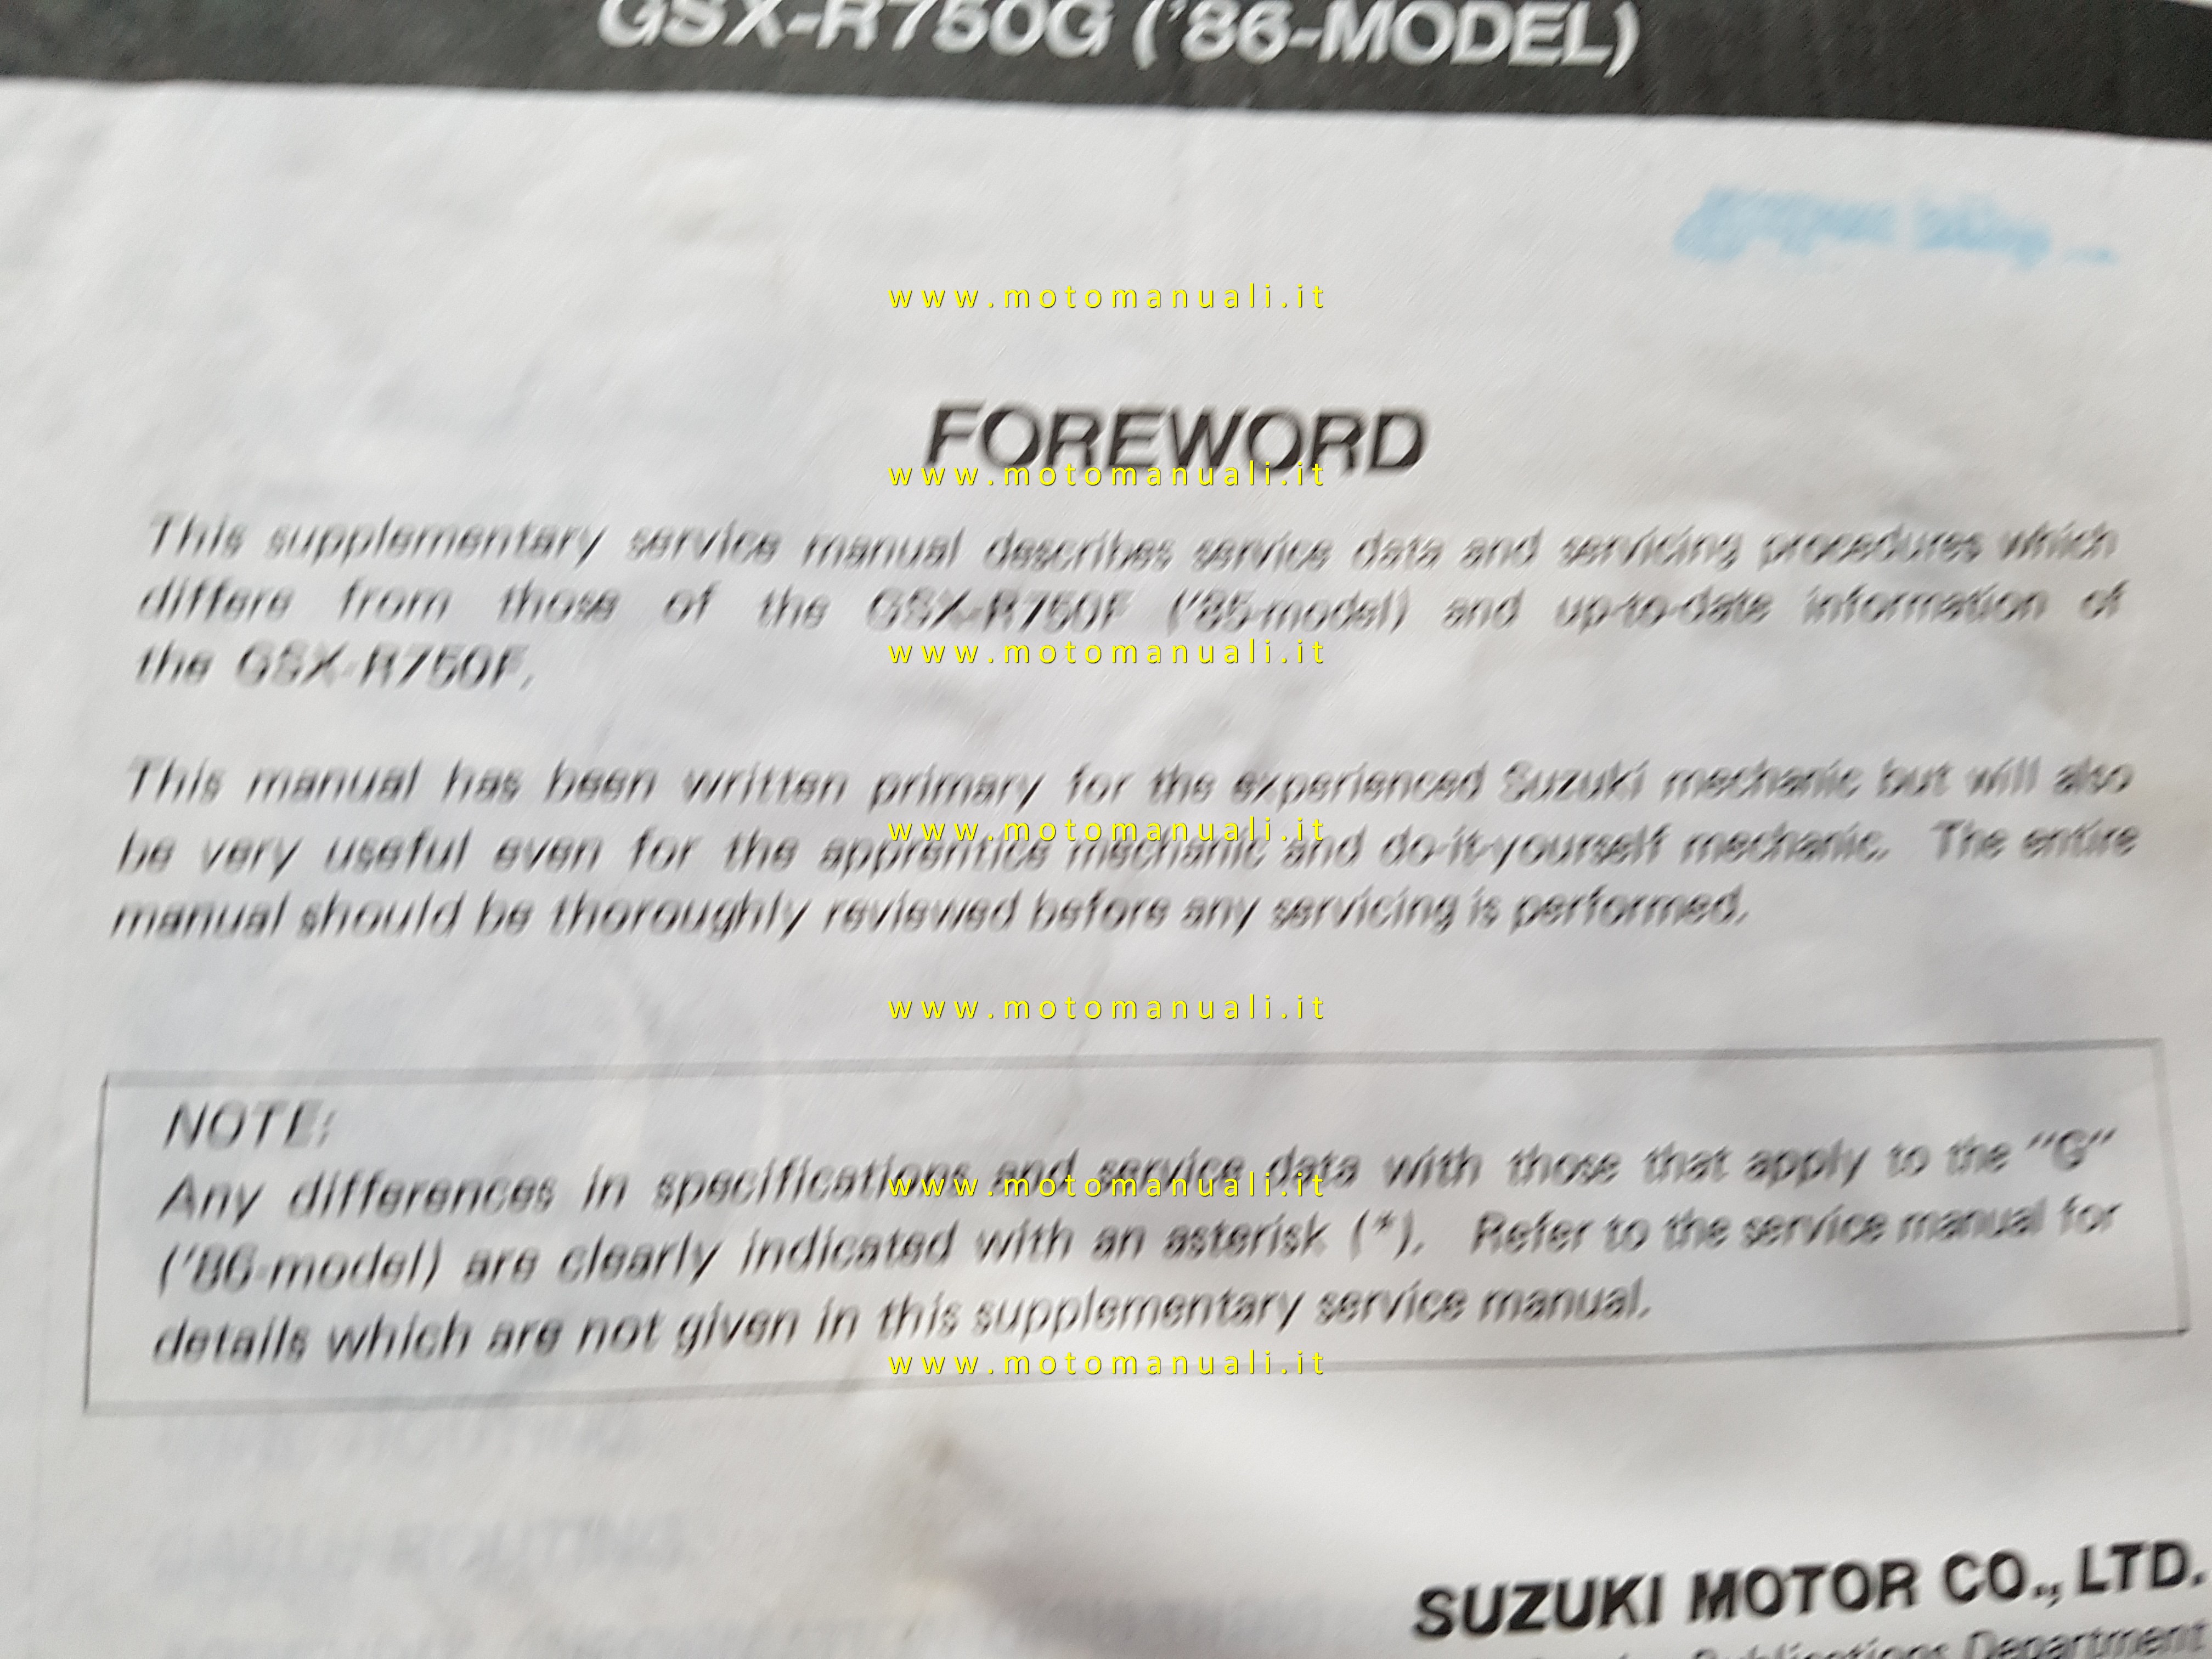 GSX-R750G ('86-MODEL)
www.motomanuali.it
FOREWORD
www.motomanuali.it
This supplementary service manual describes service data and servicing procedures which
differe from those of the GSX-R750F ('85-model) and up-to-date information of
www.motomanuali.it
the GSX-R750F.
This manual has been written primary for the experienced Suzuki mechanic but will also
www.motomanuali.it
be very useful even for the apprentice mechanic and do-it-yourself mechanic. The entire
manual should be thoroughly reviewed before any servicing is performed.
www.motomanuali.it
NOTE:
Any differences in specifications and service data with those that apply to the "G"
www.motomanuali.it
('86-model) are clearly indicated with an asterisk (*). Refer to the service manual for
details which are not given in this supplementary service manual.
www.motomanuali.it
SUZUKI MOTOR CO., LTD.
Publications Department